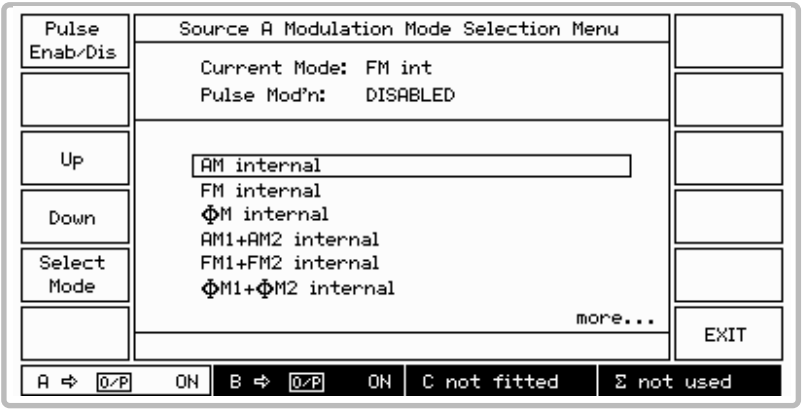 Pulse
Enab/Dis
Source A Modulation Mode Selection Menu
Current Mode: FM int
Pulse Mod'n: DISABLED
Up
Down
Select
Mode
AM internal
FM internal
ΦM internal
AM1+AM2 internal
FM1+FM2 internal
ΦM1+ΦM2 internal
more...
EXIT
A ⇨ O/P ON
B ⇨ O/P ON
C not fitted
Σ not used